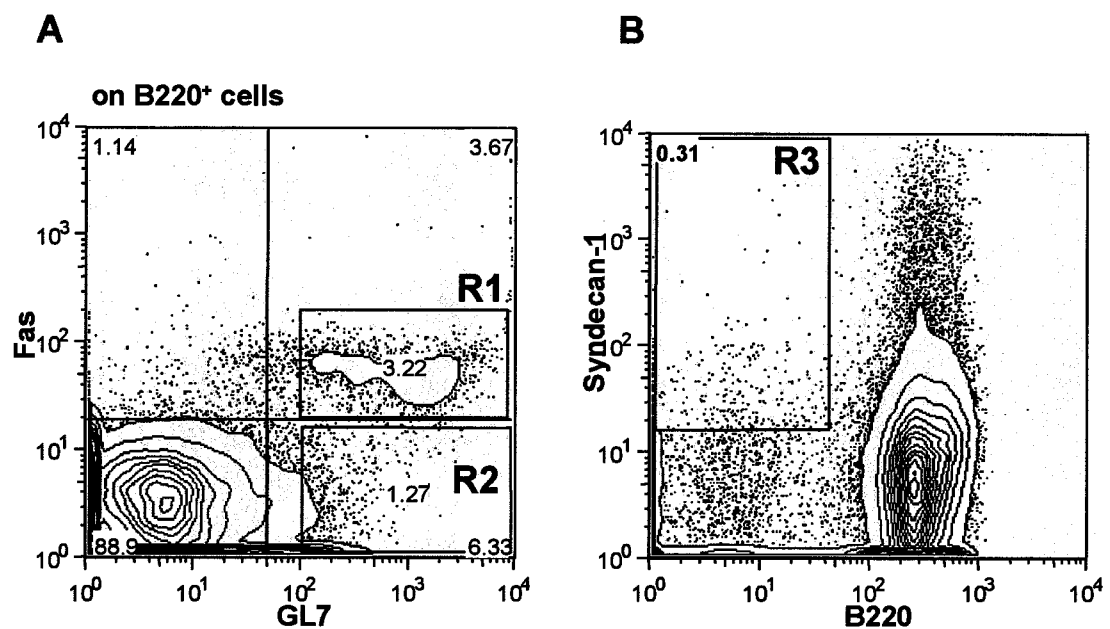 A
B
on B220⁺ cells
10⁴
1.14
3.67
10³
R1
10²
3.22
Fas
10¹
R2
1.27
88.9
6.33
10⁰
10⁰ 10¹ 10² 10³ 10⁴
GL7
10⁴
0.31
R3
10³
Syndecan-1
10²
10¹
10⁰
10⁰ 10¹ 10² 10³ 10⁴
B220